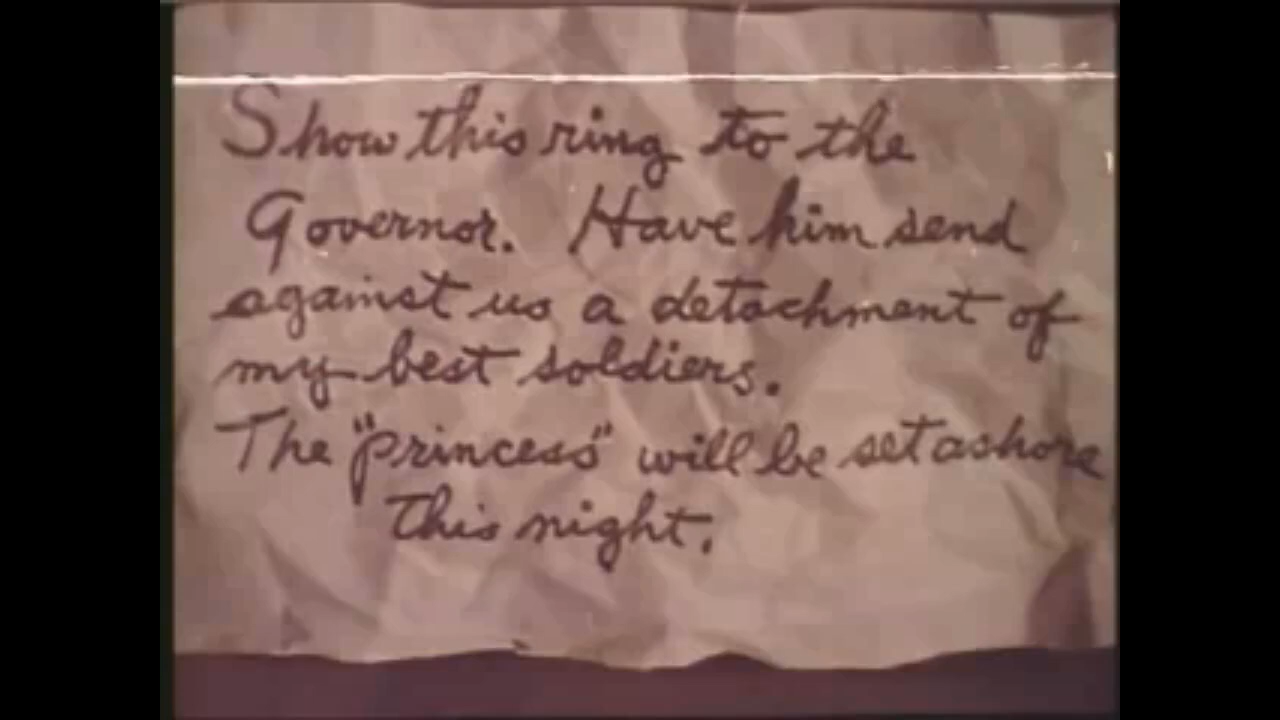 Show this ring to the
Governor. Have him send
against us a detachment of
my best soldiers.
The "princess" will be set ashore
this night.